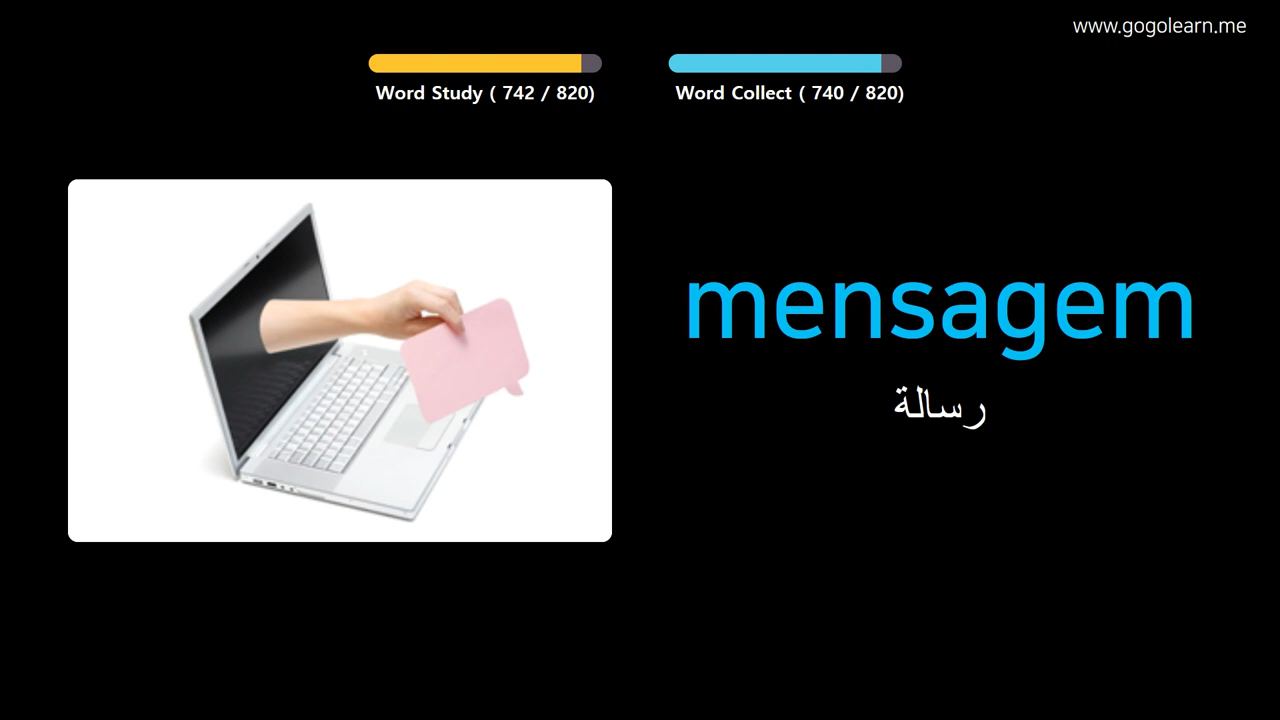 www.gogolearn.me
Word Study ( 742 / 820)
Word Collect ( 740 / 820)
mensagem
رسالة